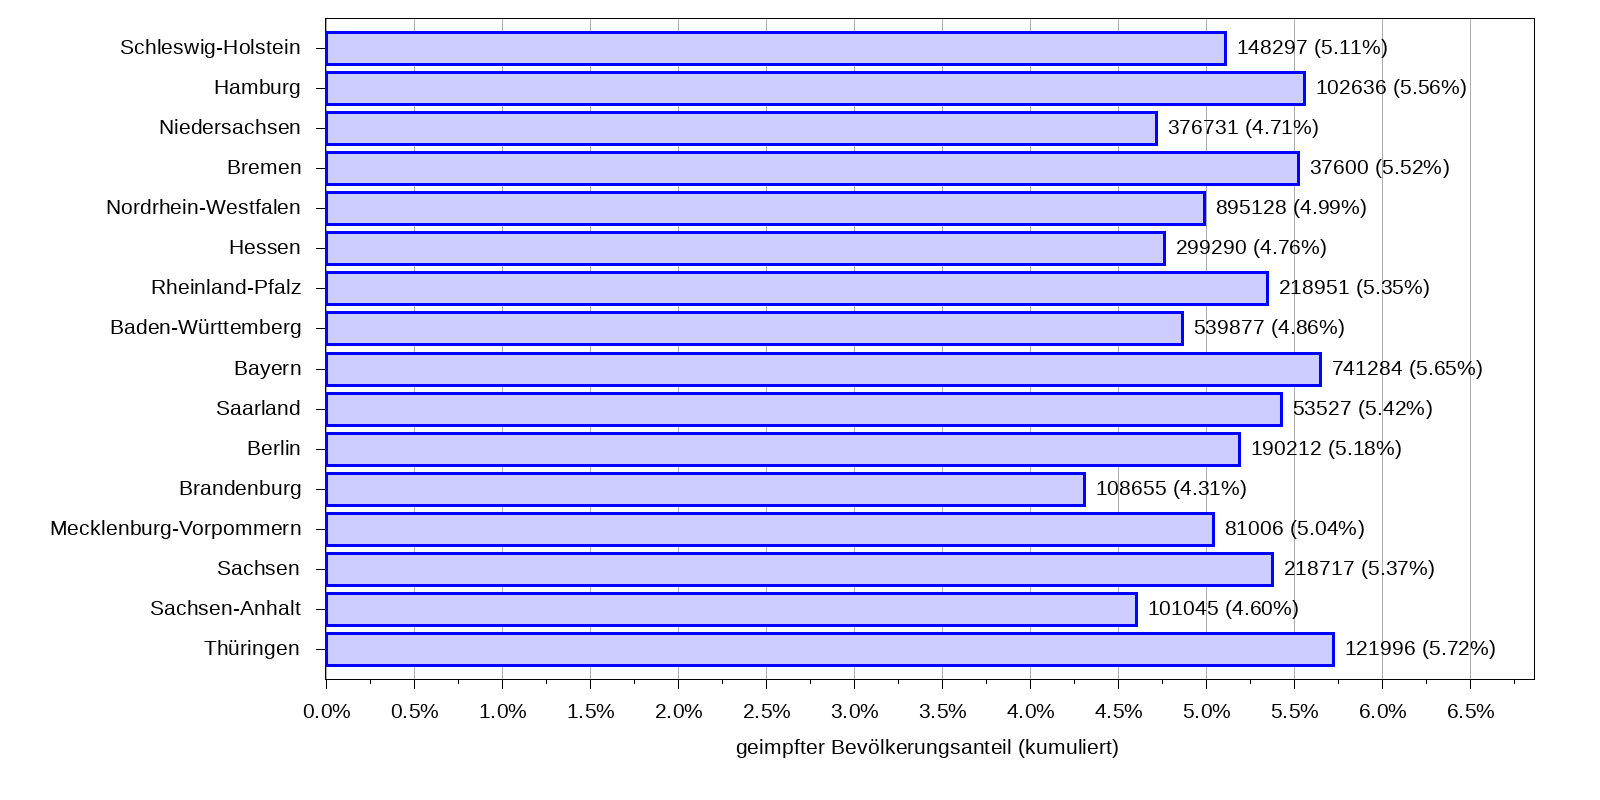 Schleswig-Holstein 148297 (5.11%)
Hamburg 102636 (5.56%)
Niedersachsen 376731 (4.71%)
Bremen 37600 (5.52%)
Nordrhein-Westfalen 895128 (4.99%)
Hessen 299290 (4.76%)
Rheinland-Pfalz 218951 (5.35%)
Baden-Württemberg 539877 (4.86%)
Bayern 741284 (5.65%)
Saarland 53527 (5.42%)
Berlin 190212 (5.18%)
Brandenburg 108655 (4.31%)
Mecklenburg-Vorpommern 81006 (5.04%)
Sachsen 218717 (5.37%)
Sachsen-Anhalt 101045 (4.60%)
Thüringen 121996 (5.72%)
0.0% 0.5% 1.0% 1.5% 2.0% 2.5% 3.0% 3.5% 4.0% 4.5% 5.0% 5.5% 6.0% 6.5%
geimpfter Bevölkerungsanteil (kumuliert)